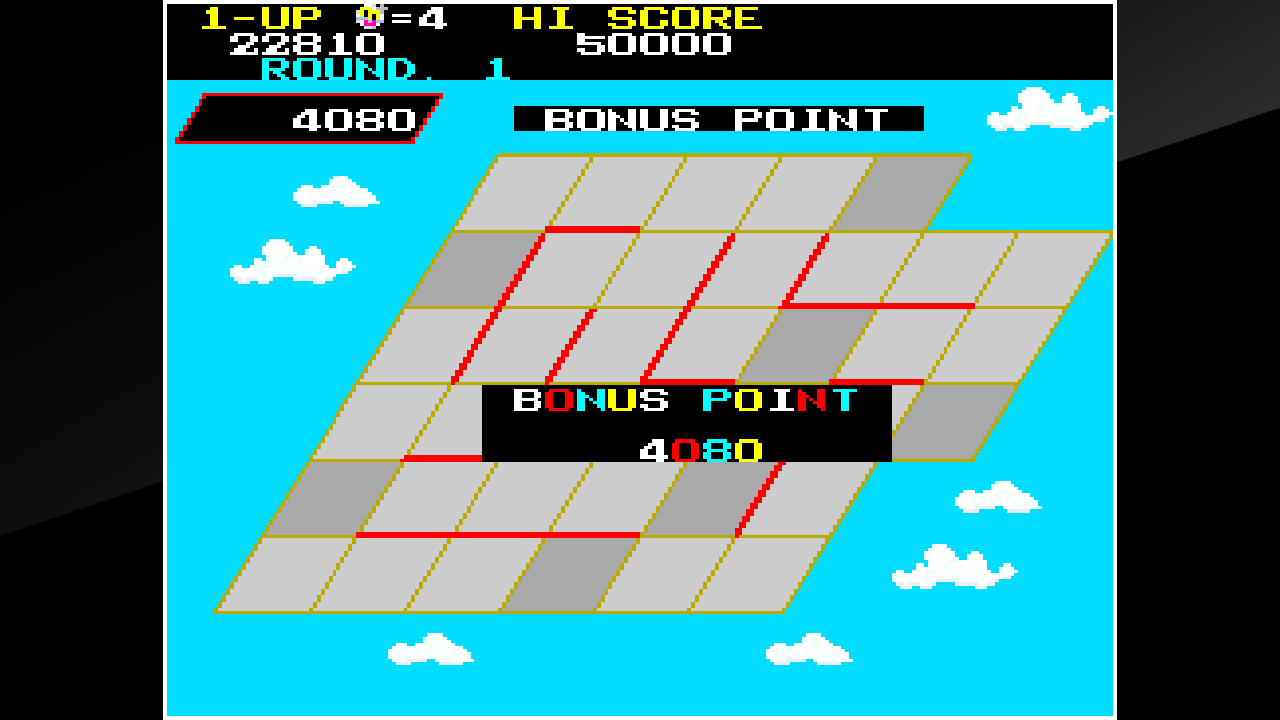 1-UP =4 HI SCORE
22810 50000
ROUND. 1
4080 BONUS POINT
BONUS POINT
4080